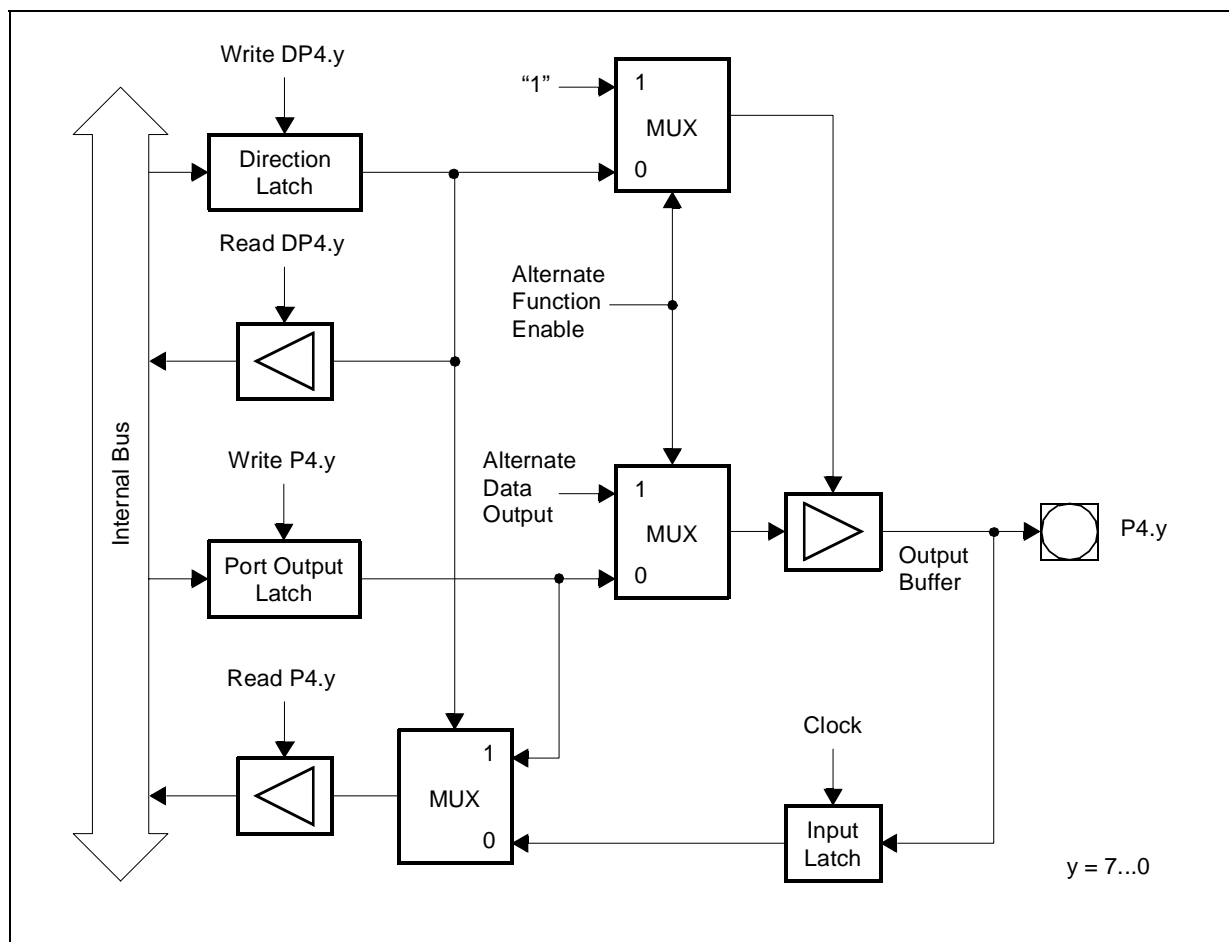 Write DP4.y
“1”
1
MUX
0
Direction
Latch
Read DP4.y
Alternate
Function
Enable
Internal Bus
Write P4.y
Alternate
Data
Output
1
MUX
0
P4.y
Output
Buffer
Port Output
Latch
Read P4.y
Clock
1
MUX
0
Input
Latch
y = 7...0